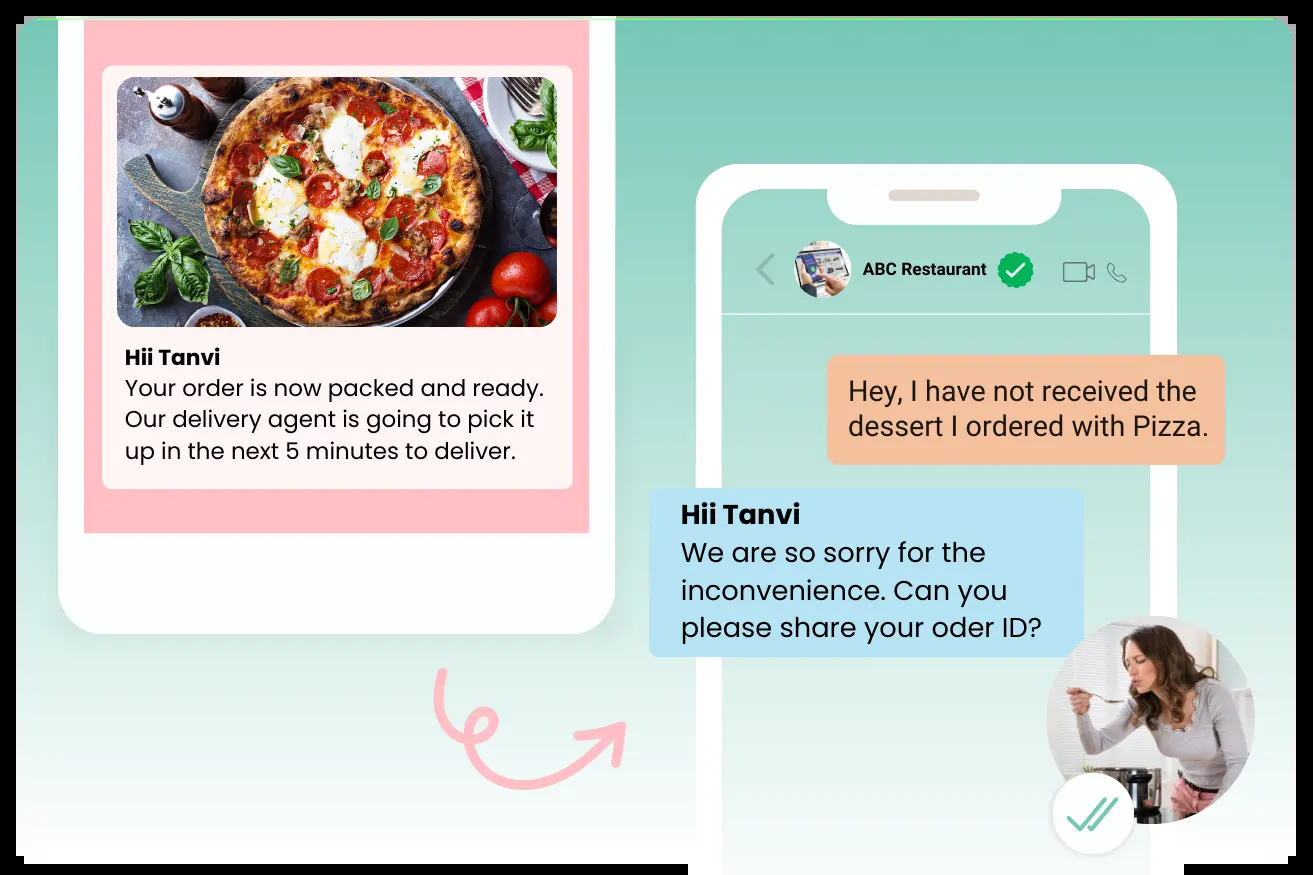 Hii Tanvi
Your order is now packed and ready.
Our delivery agent is going to pick it
up in the next 5 minutes to deliver.
ABC Restaurant
Hey, I have not received the
dessert I ordered with Pizza.
Hii Tanvi
We are so sorry for the
inconvenience. Can you
please share your oder ID?